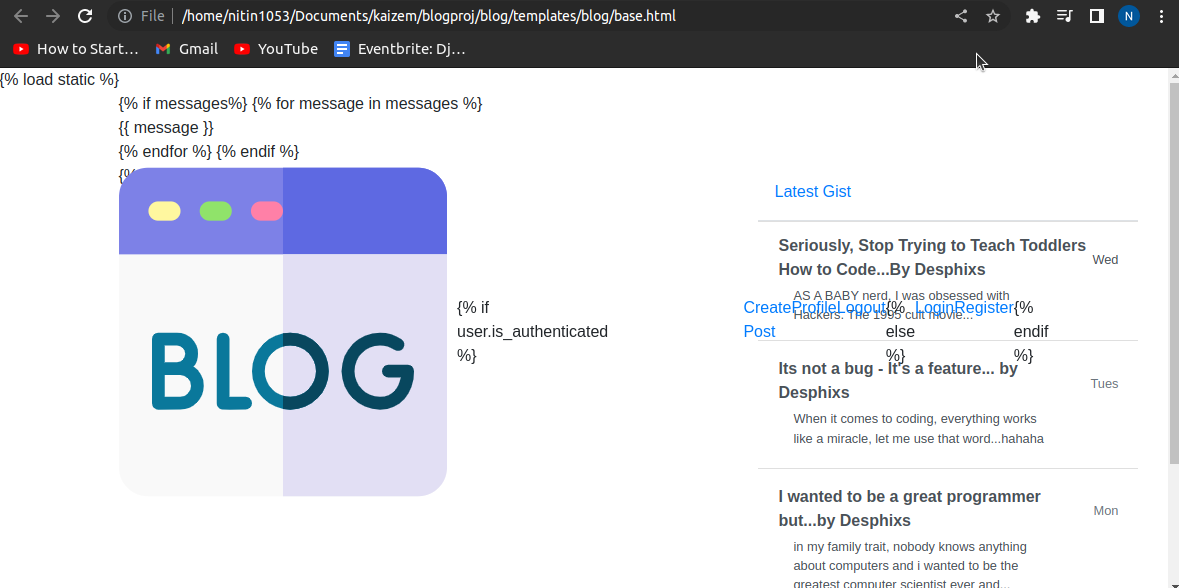 File | /home/nitin1053/Documents/kaizem/blogproj/blog/templates/blog/base.html
N
How to Start… Gmail YouTube Eventbrite: Dj…
{% load static %}
{% if messages%} {% for message in messages %}
{{ message }}
{% endfor %} {% endif %}
{%
BLOG
{% if
user.is_authenticated
%}
Latest Gist
Seriously, Stop Trying to Teach Toddlers
How to Code...By Desphixs
Wed
AS A BABY nerd, I was obsessed with
Hackers. The 1995 cult movie...
Create Profile Logout {% Login Register {%
Post else endif
%} %}
Its not a bug - It's a feature... by
Desphixs
Tues
When it comes to coding, everything works
like a miracle, let me use that word...hahaha
I wanted to be a great programmer
but...by Desphixs
Mon
in my family trait, nobody knows anything
about computers and i wanted to be the
greatest computer scientist ever and...